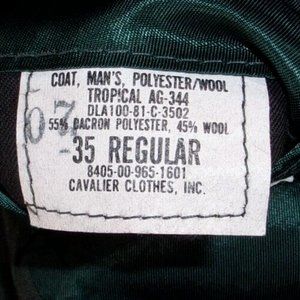 COAT, MAN'S, POLYESTER/WOOL
TROPICAL AG-344
DLA100-81-C-3502
55% DACRON POLYESTER, 45% WOOL
35 REGULAR
8405-00-965-1601
CAVALIER CLOTHES, INC.